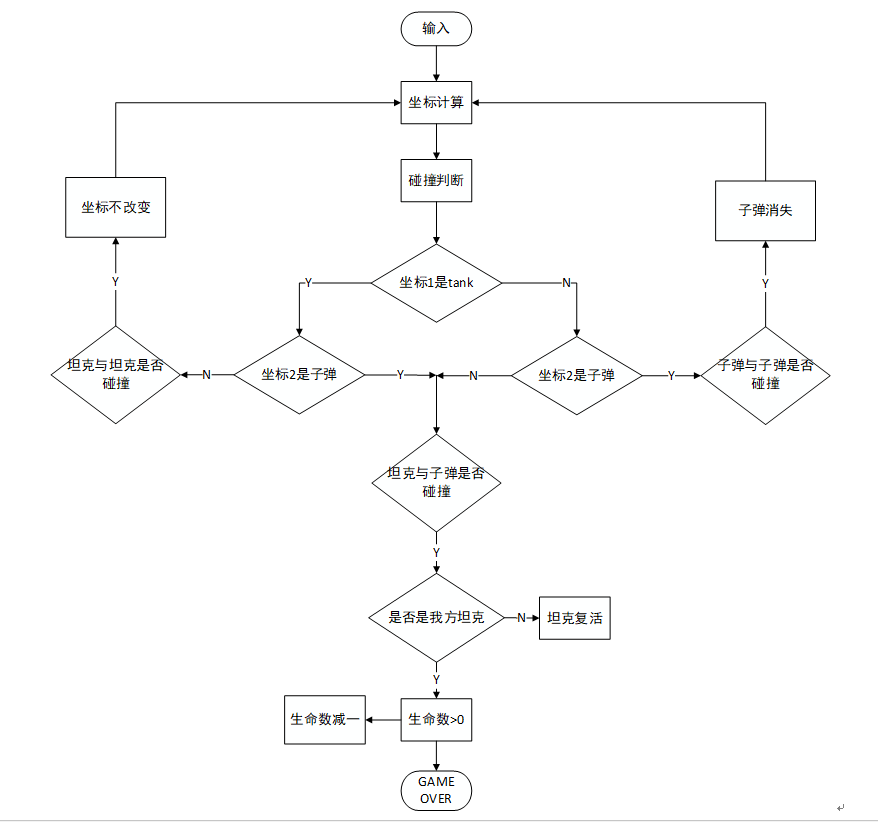 输入
坐标计算
碰撞判断
坐标不改变
子弹消失
坐标1是tank
Y
N
Y
Y
坦克与坦克是否
碰撞
N
坐标2是子弹
Y
N
坐标2是子弹
Y
子弹与子弹是否
碰撞
坦克与子弹是否
碰撞
Y
是否是我方坦克
N
坦克复活
Y
生命数减一
生命数>0
GAME
OVER